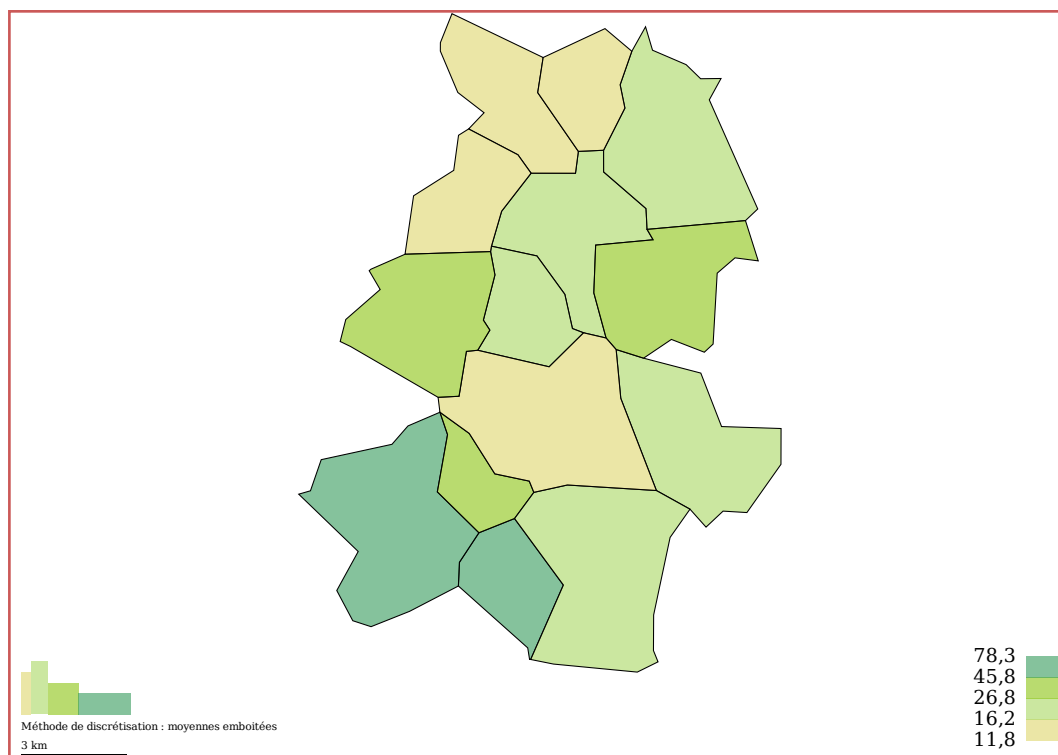 78,3
45,8
26,8
16,2
11,8
Méthode de discrétisation : moyennes emboitées
3 km